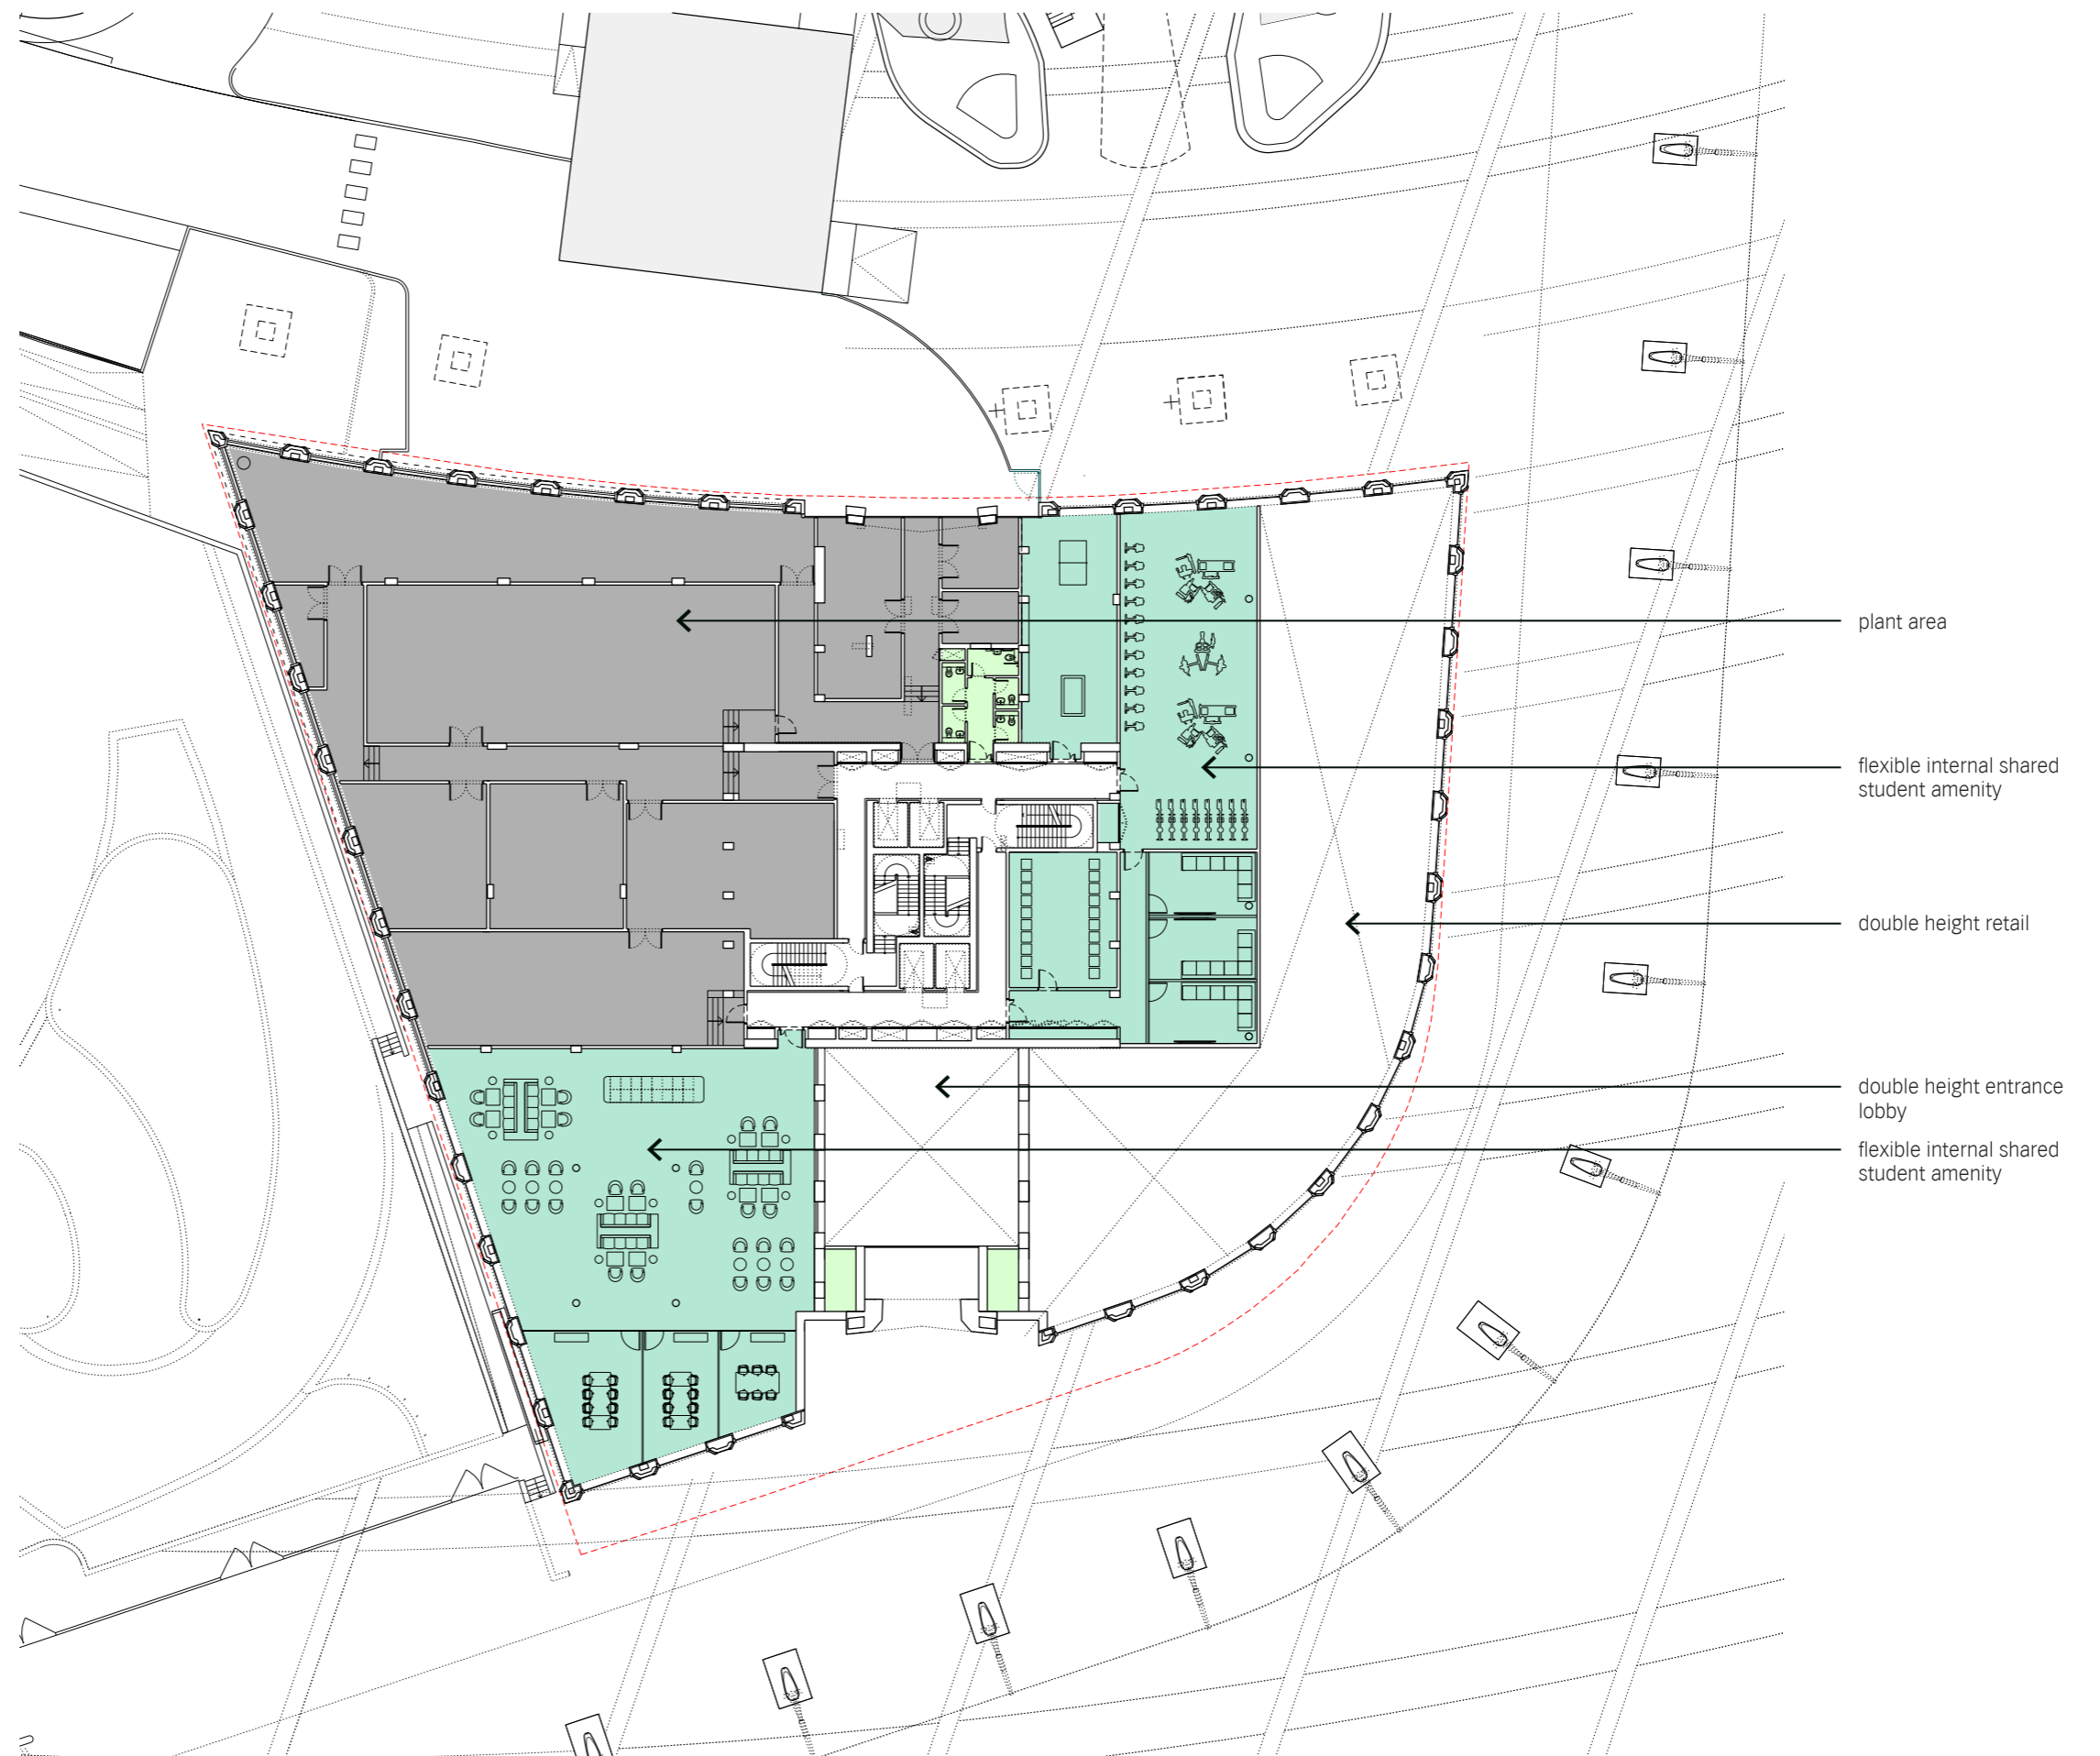 plant area
flexible internal shared
student amenity
double height retail
double height entrance
lobby
flexible internal shared
student amenity